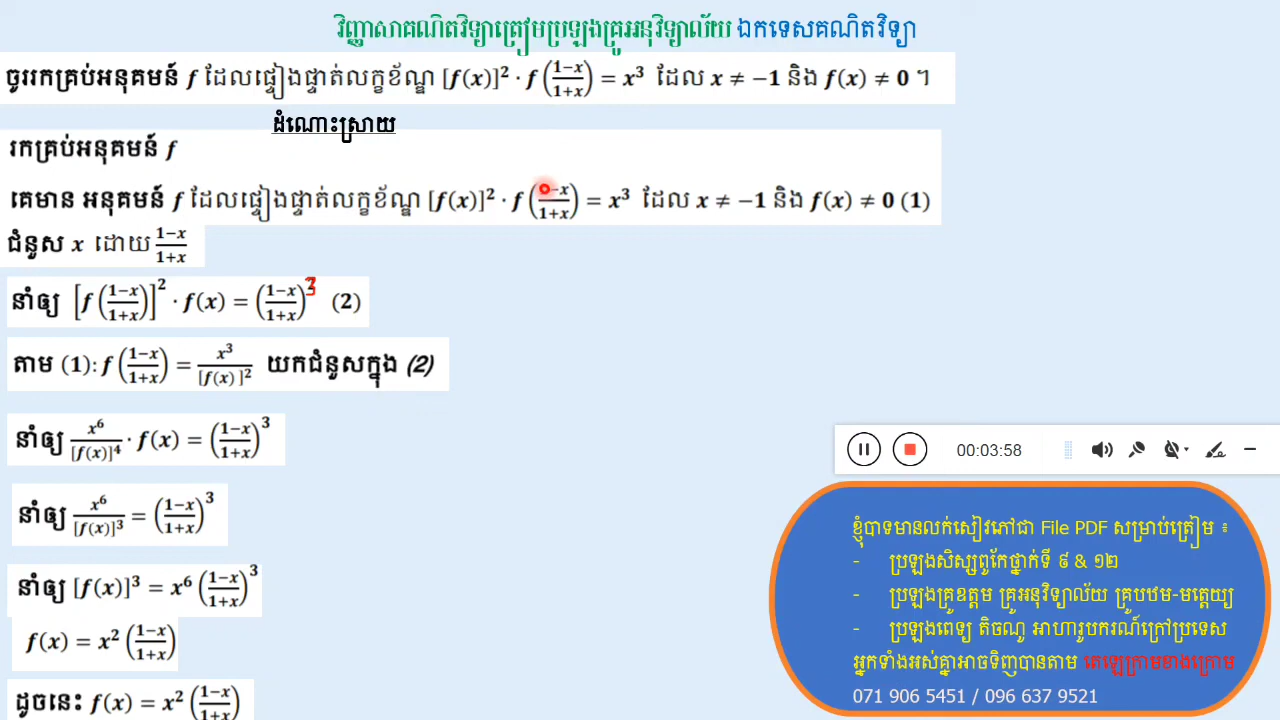 វិញ្ញាសាគណិតវិទ្យាត្រៀមប្រឡងគ្រូអនុវិទ្យាល័យ ឯកទេសគណិតវិទ្យា
ចូររកគ្រប់អនុគមន៍ f ដែលផ្ទៀងផ្ទាត់លក្ខខ័ណ្ឌ [f(x)]² · f((1−x)/(1+x)) = x³ ដែល x ≠ −1 និង f(x) ≠ 0 ។
ដំណោះស្រាយ
រកគ្រប់អនុគមន៍ f
គេមាន អនុគមន៍ f ដែលផ្ទៀងផ្ទាត់លក្ខខ័ណ្ឌ [f(x)]² · f((1−x)/(1+x)) = x³ ដែល x ≠ −1 និង f(x) ≠ 0 (1)
ជំនួស x ដោយ (1−x)/(1+x)
នាំឲ្យ [f((1−x)/(1+x))]² · f(x) = ((1−x)/(1+x))³ (2)
តាម (1): f((1−x)/(1+x)) = x³/[f(x)]² យកជំនួសក្នុង (2)
នាំឲ្យ x⁶/[f(x)]⁴ · f(x) = ((1−x)/(1+x))³
នាំឲ្យ x⁶/[f(x)]³ = ((1−x)/(1+x))³
នាំឲ្យ [f(x)]³ = x⁶((1−x)/(1+x))³
f(x) = x²((1−x)/(1+x))
ដូចនេះ f(x) = x²((1−x)/(1+x))
00:03:58
ខ្ញុំបាទមានលក់សៀវភៅជា File PDF សម្រាប់ត្រៀម ៖
- ប្រឡងសិស្សពូកែថ្នាក់ទី ៩ & ១២
- ប្រឡងគ្រូឧត្តម គ្រូអនុវិទ្យាល័យ គ្រូបឋម-មត្តេយ្យ
- ប្រឡងពេទ្យ តិចណូ អាហារូបករណ៍ក្រៅប្រទេស
អ្នកទាំងអស់គ្នាអាចទិញបានតាម តេឡេក្រាមខាងក្រោម
071 906 5451 / 096 637 9521